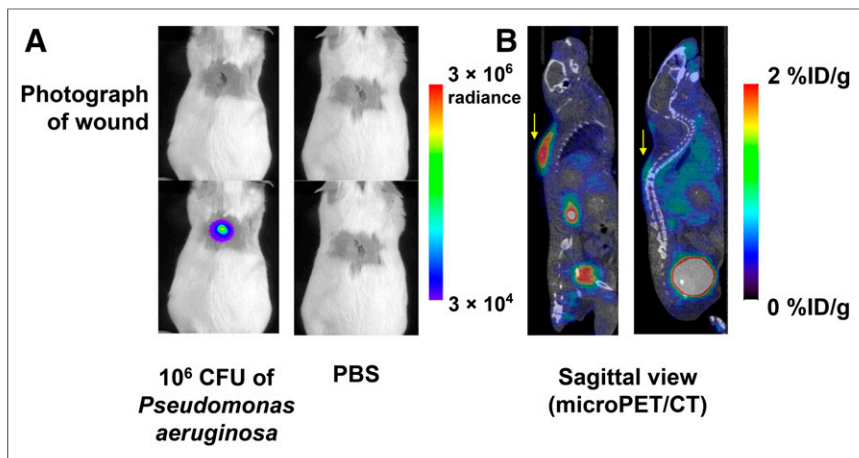 A
Photograph
of wound
3 × 10⁶
radiance
3 × 10⁴
10⁶ CFU of
Pseudomonas
aeruginosa
PBS
B
2 %ID/g
0 %ID/g
Sagittal view
(microPET/CT)